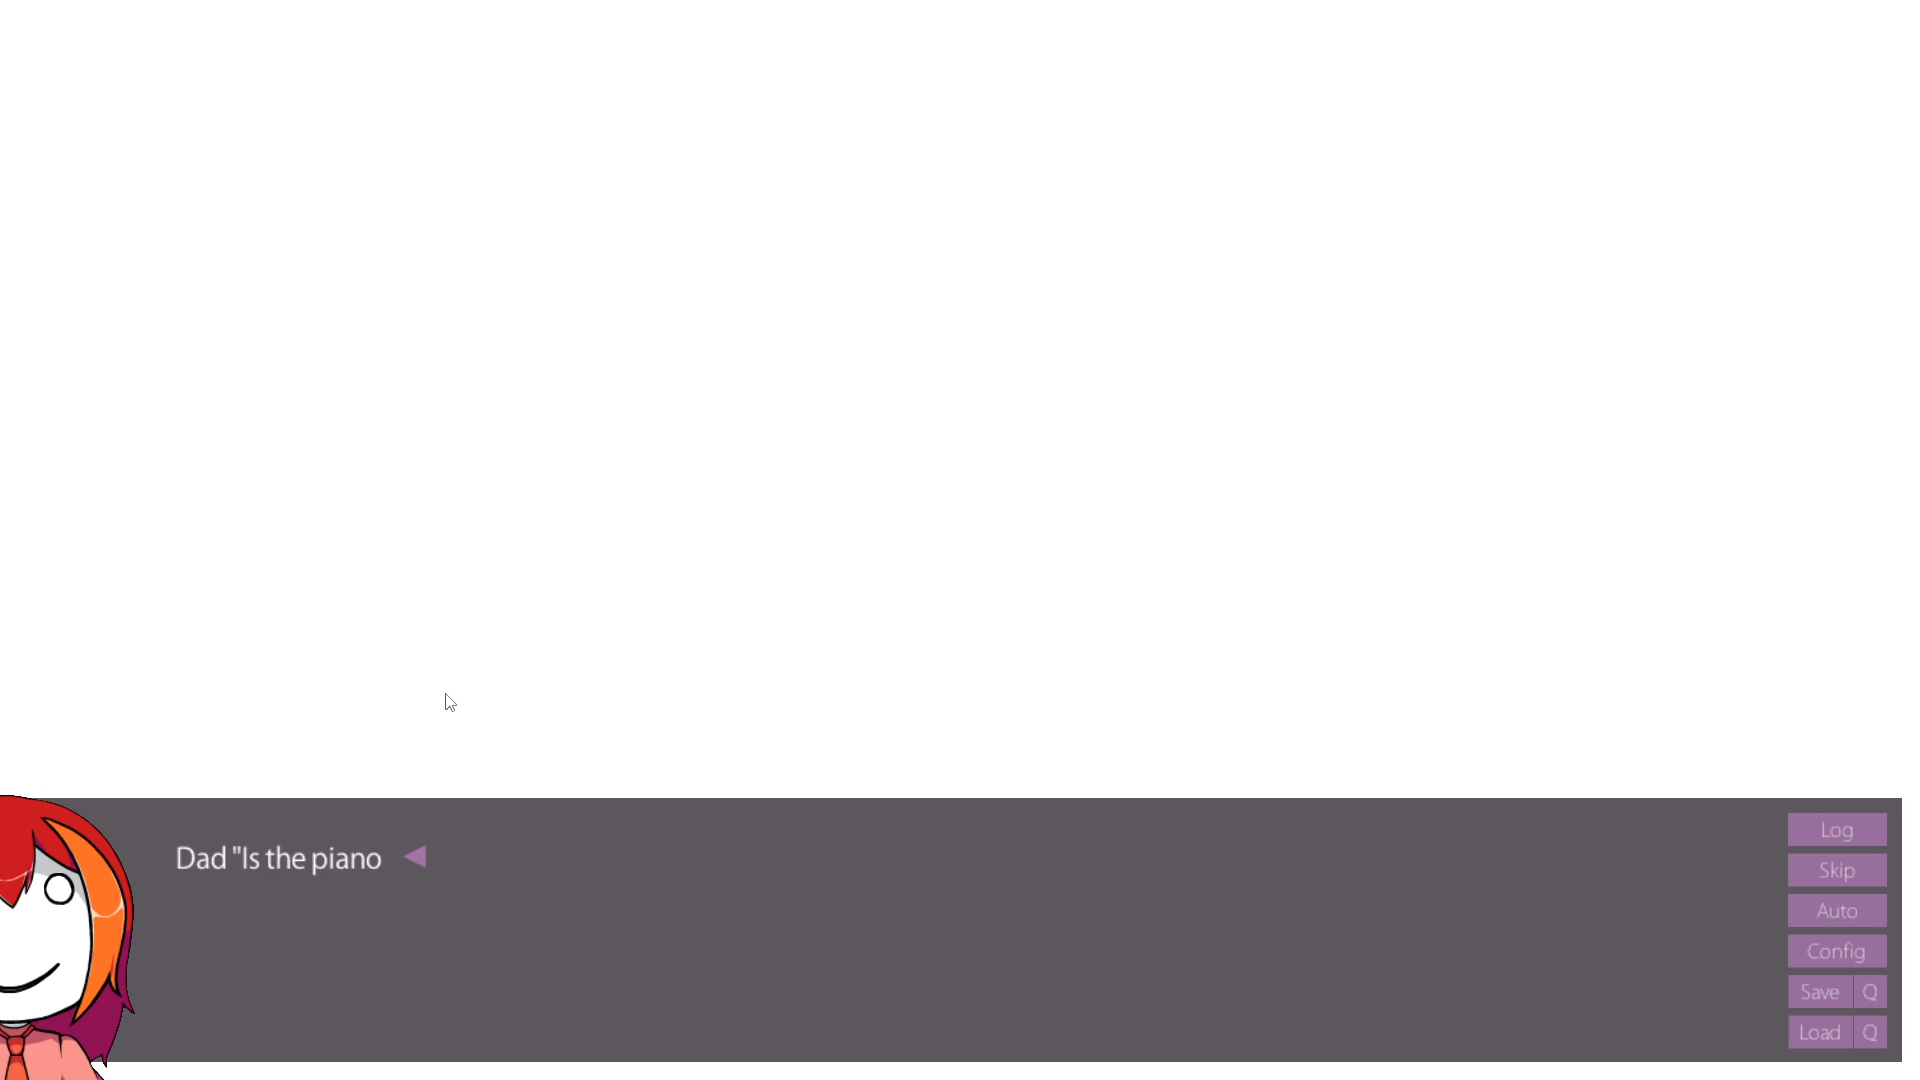 Dad "Is the piano
Log
Skip
Auto
Config
Save Q
Load Q